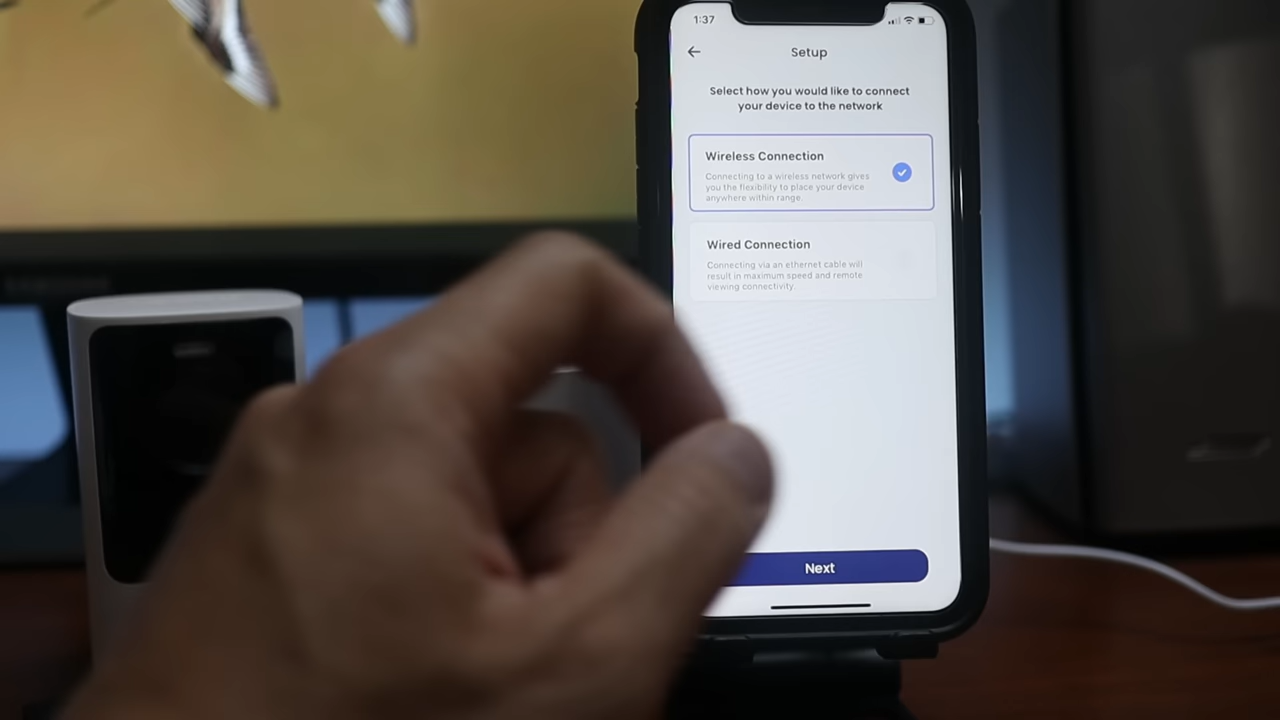 1:37
Setup
Select how you would like to connect
your device to the network
Wireless Connection
Connecting to a wireless network gives
you the flexibility to place your device
anywhere within range.
Wired Connection
Connecting via an ethernet cable will
result in maximum speed and remote
viewing connectivity.
Next